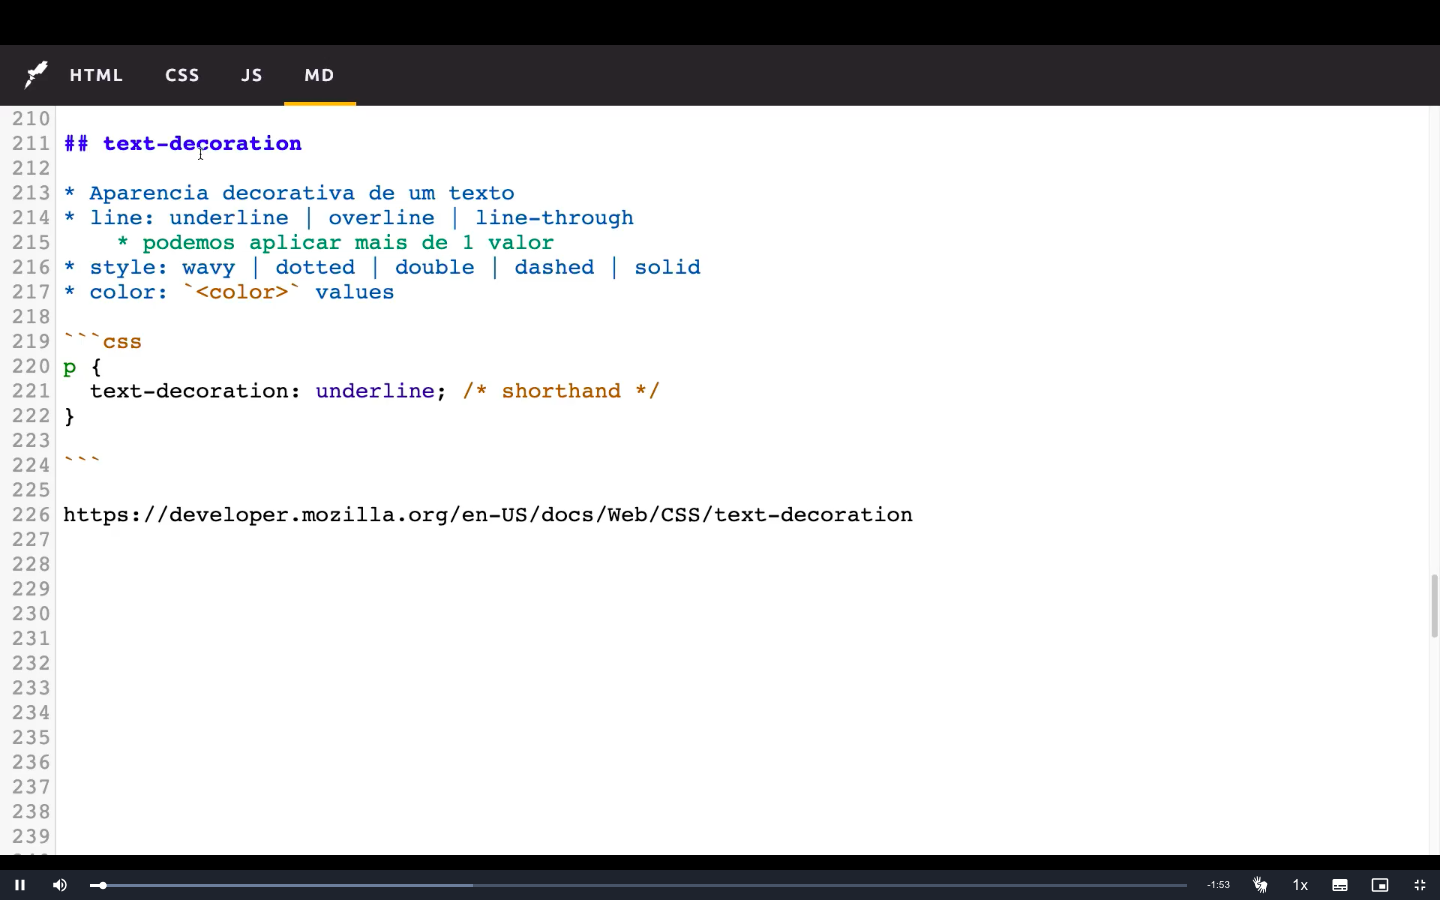 HTML CSS JS MD
210
211 ## text-decoration
212
213 * Aparencia decorativa de um texto
214 * line: underline | overline | line-through
215     * podemos aplicar mais de 1 valor
216 * style: wavy | dotted | double | dashed | solid
217 * color: `<color>` values
218
219 ```css
220 p {
221   text-decoration: underline; /* shorthand */
222 }
223
224 ```
225
226 https://developer.mozilla.org/en-US/docs/Web/CSS/text-decoration
227
228
229
230
231
232
233
234
235
236
237
238
239
-1:53 1x